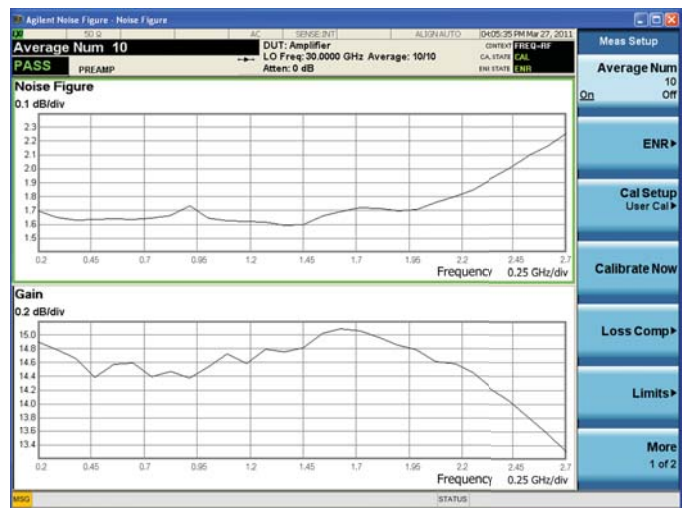 Agilent Noise Figure - Noise Figure
50 Ω AC SENSE:INT ALIGN AUTO 04:05:35 PM Mar 27, 2011
Average Num 10
DUT: Amplifier
LO Freq: 30.0000 GHz Average: 10/10
Atten: 0 dB
CONTEXT FREQ=RF
CAL STATE CAL
ENR STATE ENR
PASS PREAMP
Noise Figure
0.1 dB/div
2.3
2.2
2.1
2.0
1.9
1.8
1.7
1.6
1.5
0.2 0.45 0.7 0.95 1.2 1.45 1.7 1.95 2.2 2.45 2.7
Frequency 0.25 GHz/div
Gain
0.2 dB/div
15.0
14.8
14.6
14.4
14.2
14.0
13.8
13.6
13.4
0.2 0.45 0.7 0.95 1.2 1.45 1.7 1.95 2.2 2.45 2.7
Frequency 0.25 GHz/div
MSG STATUS
Meas Setup
Average Num
10
On Off
ENR
Cal Setup
User Cal
Calibrate Now
Loss Comp
Limits
More
1 of 2